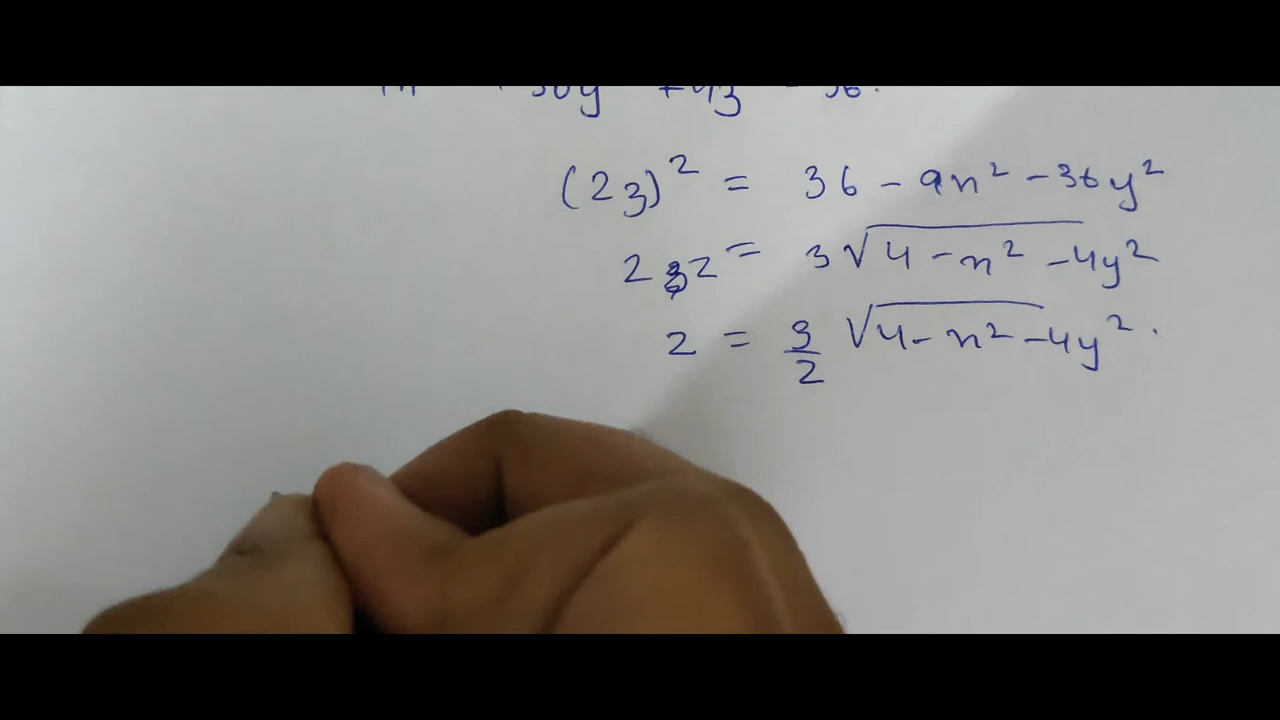 (2z)² = 36 - 9x² - 36y²
2z = 3√4 - x² - 4y²
z = 3/2 √4 - x² - 4y².